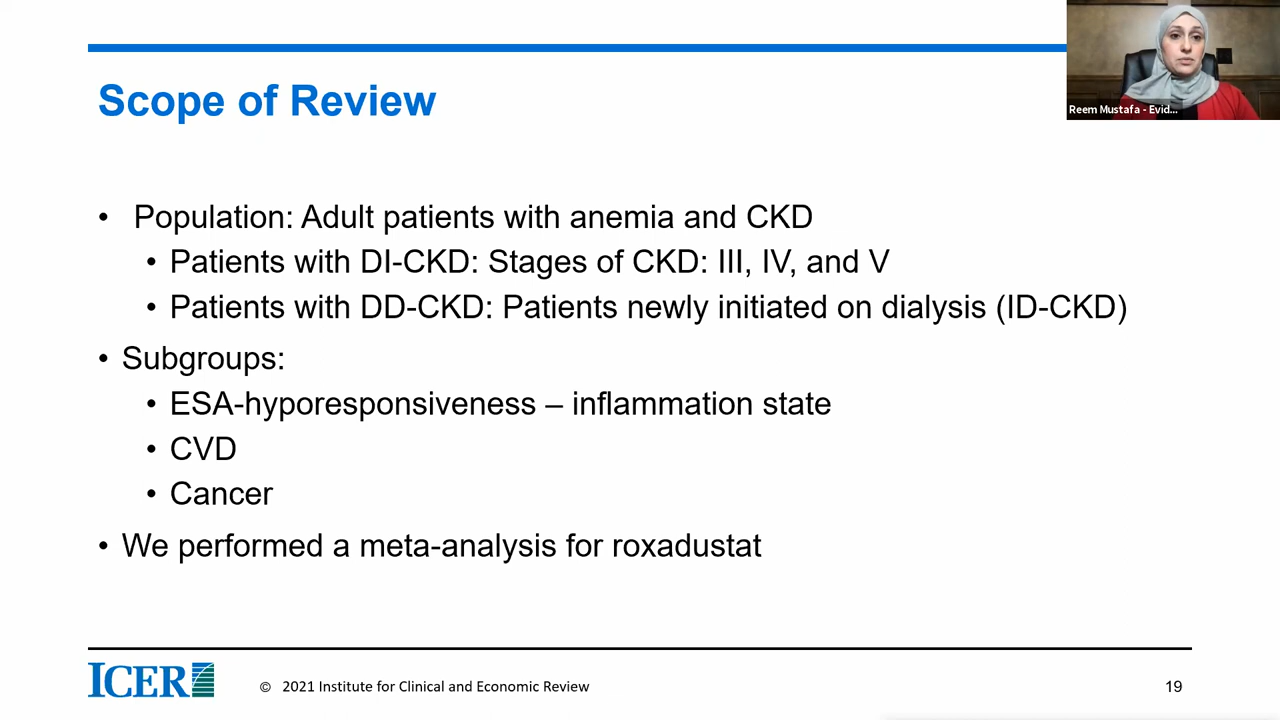 Scope of Review
Reem Mustafa - Evid...
• Population: Adult patients with anemia and CKD
• Patients with DI-CKD: Stages of CKD: III, IV, and V
• Patients with DD-CKD: Patients newly initiated on dialysis (ID-CKD)
• Subgroups:
• ESA-hyporesponsiveness – inflammation state
• CVD
• Cancer
• We performed a meta-analysis for roxadustat
ICER
© 2021 Institute for Clinical and Economic Review
19